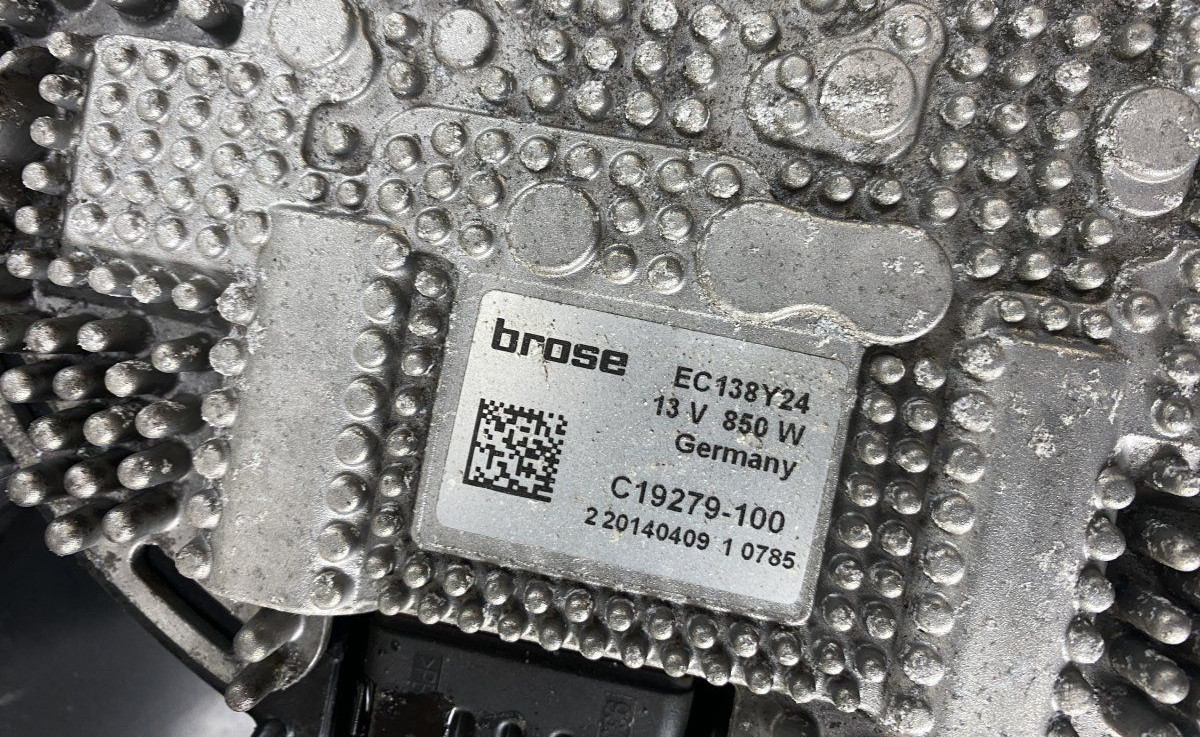 brose
EC138Y24
13 V 850 W
Germany
C19279-100
2 20140409 1 0785